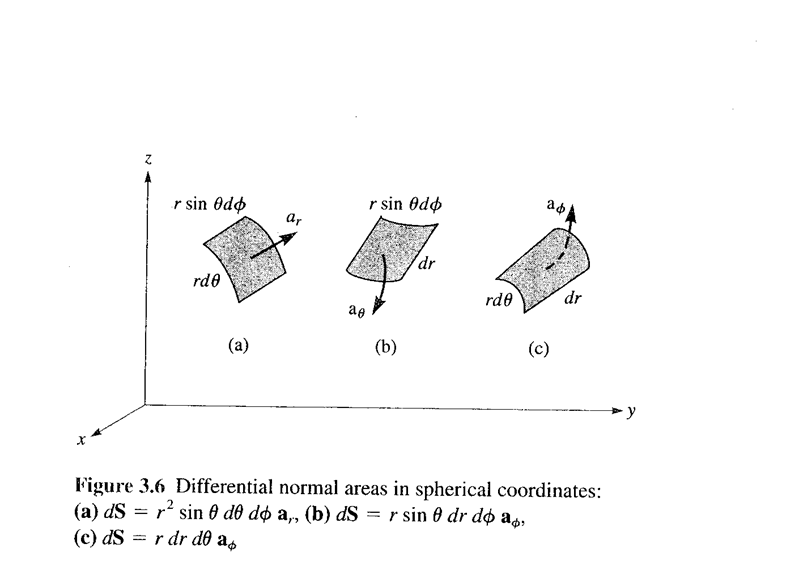 z
r sin θdϕ
a_r
rdθ
(a)
r sin θdϕ
dr
a_θ
(b)
a_ϕ
rdθ
dr
(c)
y
x
Figure 3.6 Differential normal areas in spherical coordinates:
(a) dS = r² sin θ dθ dϕ a_r, (b) dS = r sin θ dr dϕ a_ϕ,
(c) dS = r dr dθ a_ϕ